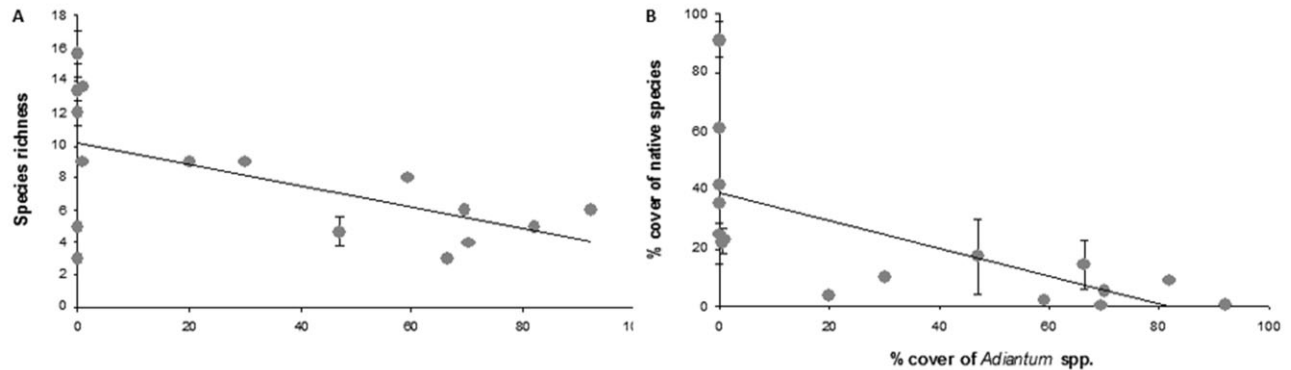 A
Species richness
18
16
14
12
10
8
6
4
2
0
0 20 40 60 80
B
% cover of native species
100
80
60
40
20
0
0 20 40 60 80 100
% cover of Adiantum spp.